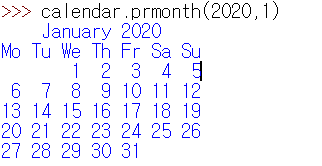 >>> calendar.prmonth(2020,1)
    January 2020
Mo Tu We Th Fr Sa Su
       1  2  3  4  5
 6  7  8  9 10 11 12
13 14 15 16 17 18 19
20 21 22 23 24 25 26
27 28 29 30 31